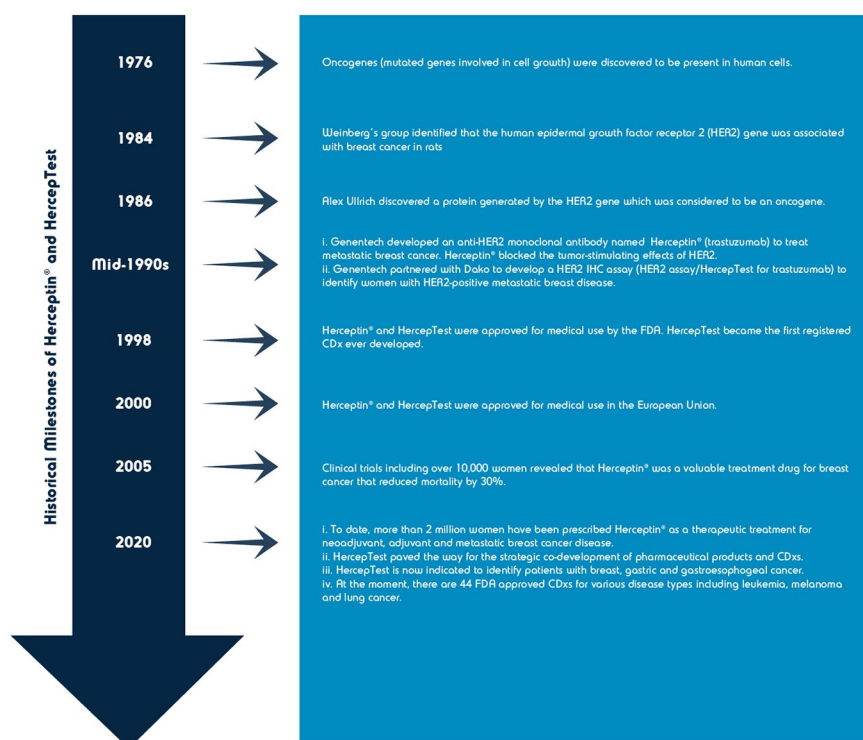 Historical Milestones of Herceptin® and HercepTest
1976
Oncogenes (mutated genes involved in cell growth) were discovered to be present in human cells.
1984
Weinberg's group identified that the human epidermal growth factor receptor 2 (HER2) gene was associated
with breast cancer in rats
1986
Alex Ullrich discovered a protein generated by the HER2 gene which was considered to be an oncogene.
Mid-1990s
i. Genentech developed an anti-HER2 monoclonal antibody named Herceptin® (trastuzumab) to treat
metastatic breast cancer. Herceptin® blocked the tumor-stimulating effects of HER2.
ii. Genentech partnered with Dako to develop a HER2 IHC assay (HER2 assay/HercepTest for trastuzumab) to
identify women with HER2-positive metastatic breast disease.
1998
Herceptin® and HercepTest were approved for medical use by the FDA. HercepTest became the first registered
CDx ever developed.
2000
Herceptin® and HercepTest were approved for medical use in the European Union.
2005
Clinical trials including over 10,000 women revealed that Herceptin® was a valuable treatment drug for breast
cancer that reduced mortality by 30%.
2020
i. To date, more than 2 million women have been prescribed Herceptin® as a therapeutic treatment for
neoadjuvant, adjuvant and metastatic breast cancer disease.
ii. HercepTest paved the way for the strategic co-development of pharmaceutical products and CDxs.
iii. HercepTest is now indicated to identify patients with breast, gastric and gastroesophogeal cancer.
iv. At the moment, there are 44 FDA approved CDxs for various disease types including leukemia, melanoma
and lung cancer.